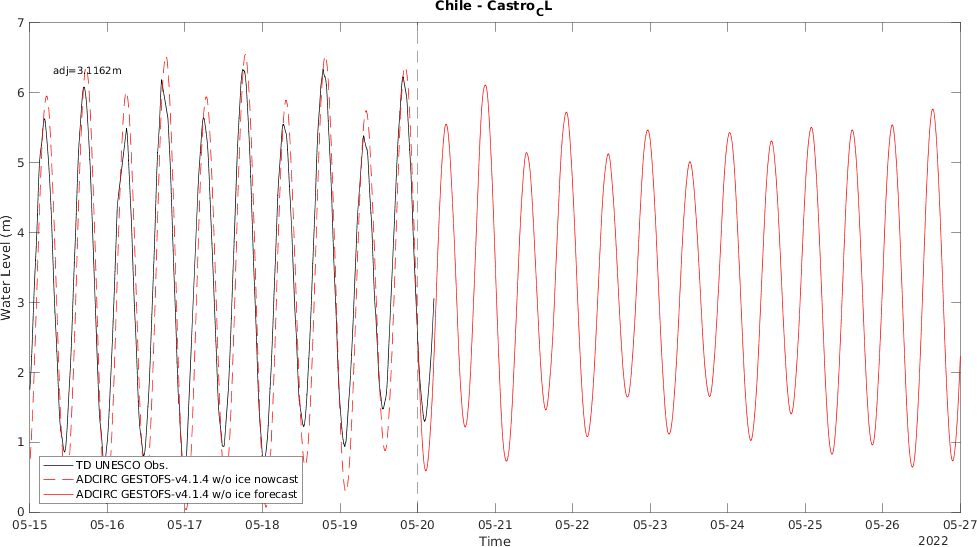 Chile - Castro_CL
7
adj=3.1162m
6
5
4
3
2
1
0
Water Level (m)
TD UNESCO Obs.
ADCIRC GESTOFS-v4.1.4 w/o ice nowcast
ADCIRC GESTOFS-v4.1.4 w/o ice forecast
05-15 05-16 05-17 05-18 05-19 05-20 05-21 05-22 05-23 05-24 05-25 05-26 05-27
Time
2022